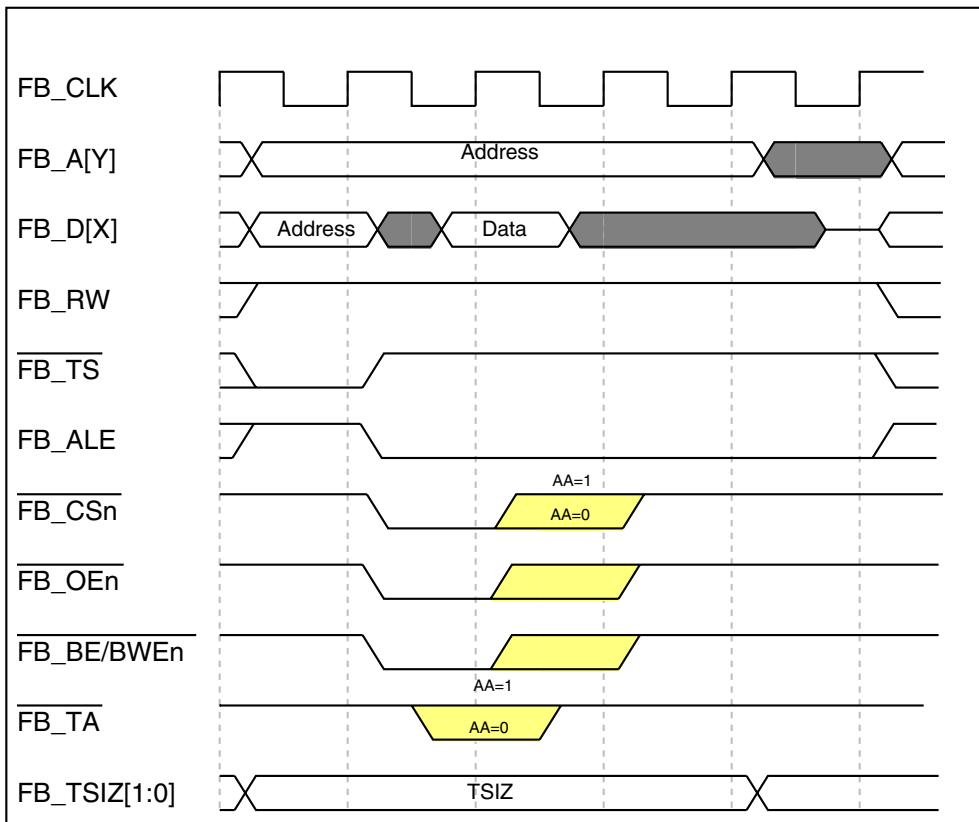 FB_CLK
FB_A[Y]
Address
FB_D[X]
Address
Data
FB_RW
FB_TS
FB_ALE
AA=1
FB_CSn
AA=0
FB_OEn
FB_BE/BWEn
AA=1
FB_TA
AA=0
FB_TSIZ[1:0]
TSIZ